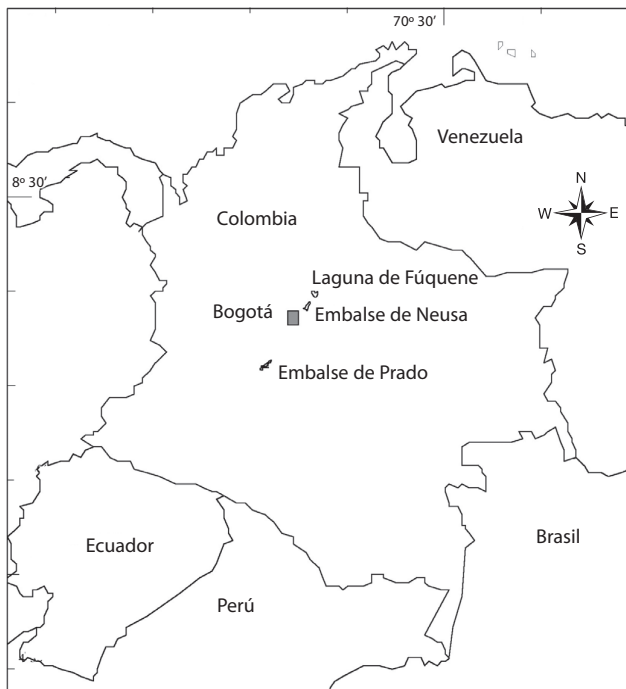 70º 30’
Venezuela
8º 30’
N
W
E
S
Colombia
Laguna de Fúquene
Bogotá
Embalse de Neusa
Embalse de Prado
Ecuador
Brasil
Perú